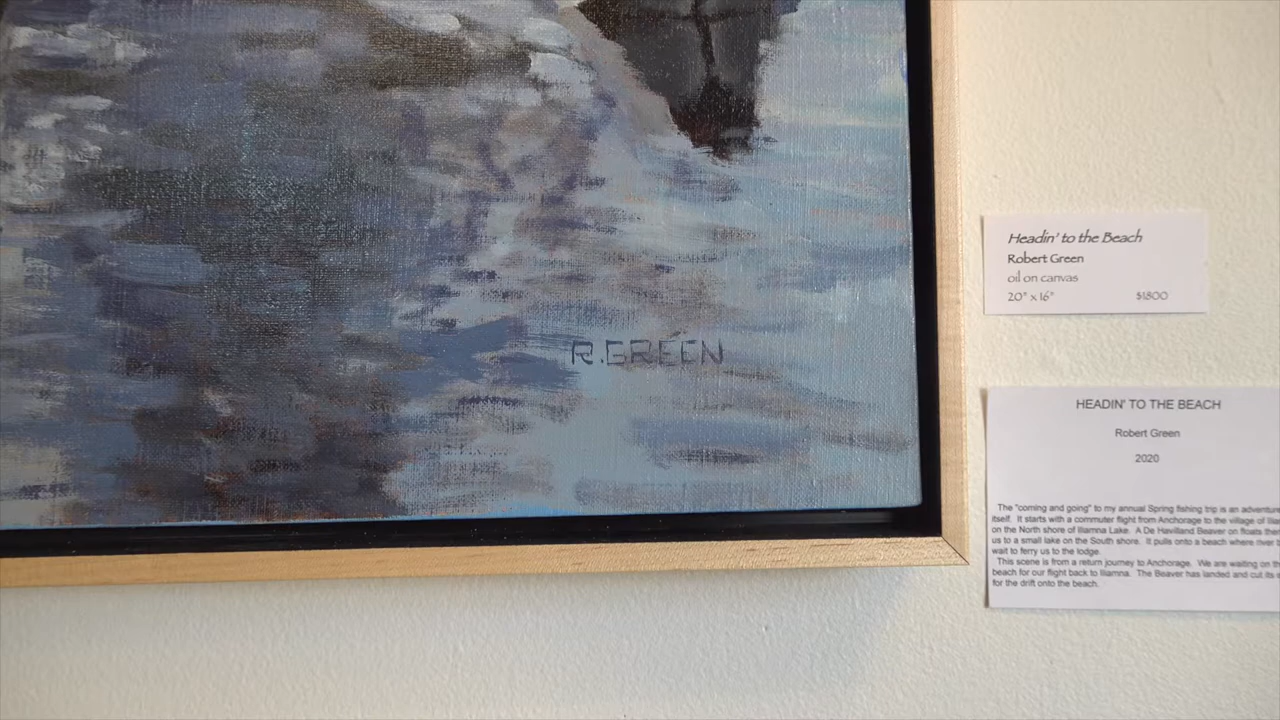 R.GREEN
Headin' to the Beach
Robert Green
oil on canvas
20" x 16" $1800
HEADIN' TO THE BEACH
Robert Green
2020
The "coming and going" to my annual Spring fishing trip is an
itself. It starts with a commuter flight from Anchorage to the village of
on the North shore of Iliamna Lake. A De Havilland Beaver on floats
us to a small lake on the South shore. It pulls onto a beach where river
wait to ferry us to the lodge.
This scene is from a return journey to Anchorage. We are waiting on
beach for our flight back to Iliamna. The Beaver has landed and cut its
for the drift onto the beach.